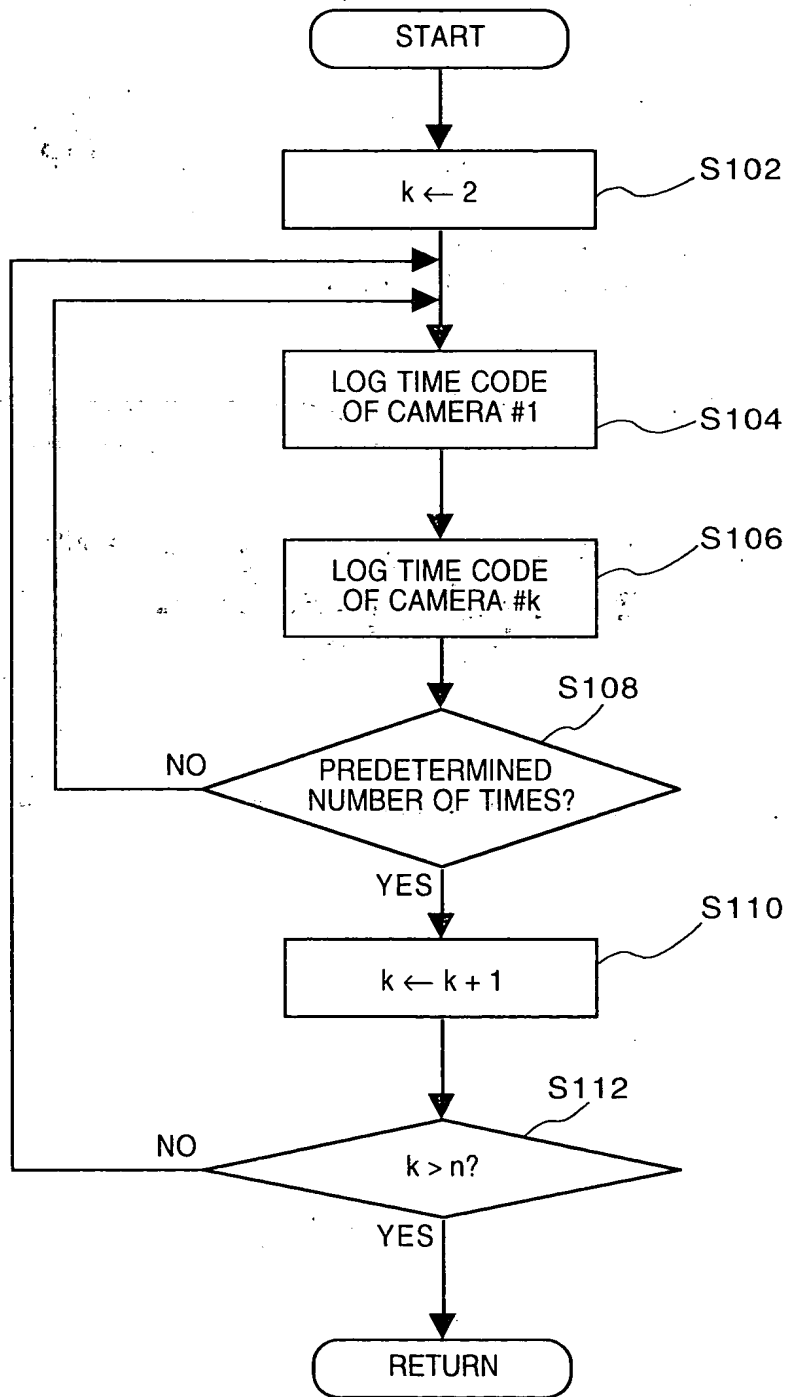 START
k ← 2
S102
LOG TIME CODE
OF CAMERA #1
S104
S106
LOG TIME CODE
OF CAMERA #k
S108
NO
PREDETERMINED
NUMBER OF TIMES?
YES
S110
k ← k + 1
S112
NO
k > n?
YES
RETURN